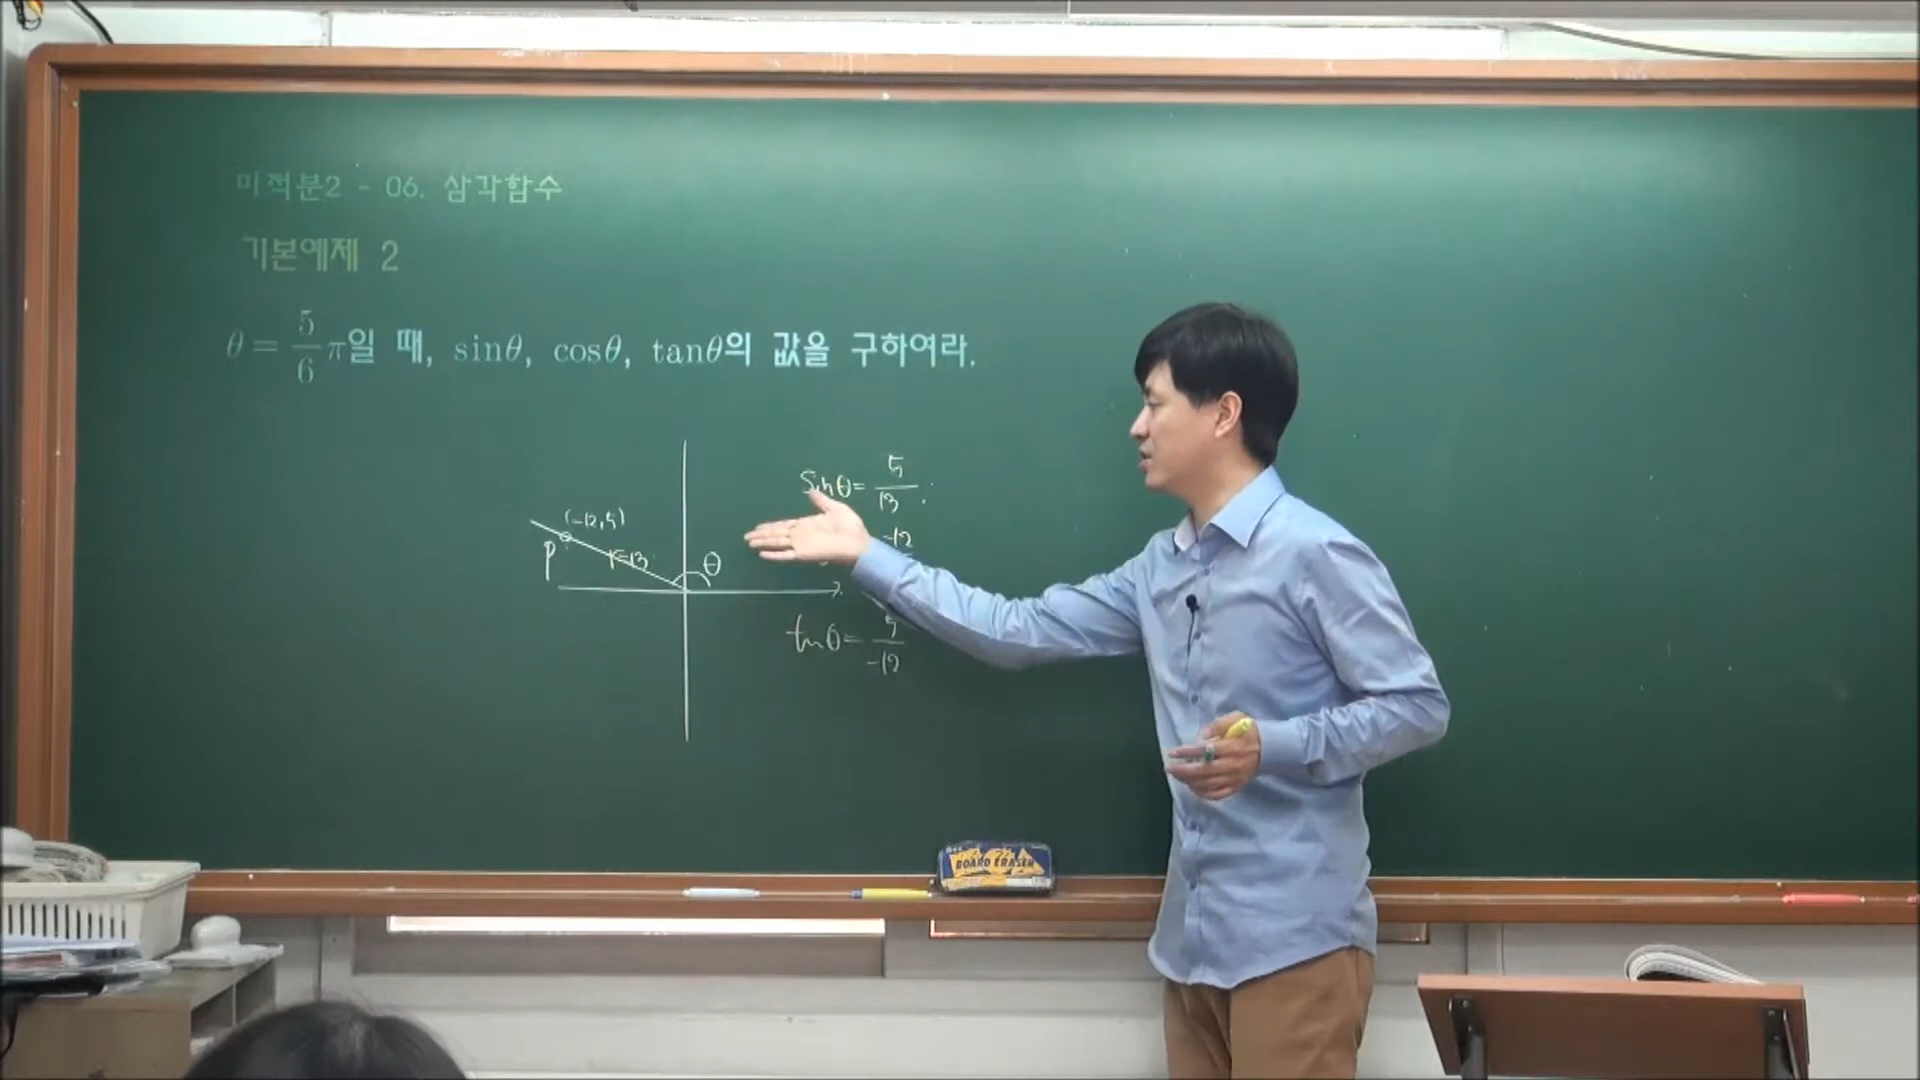 미적분2 - 06. 삼각함수
기본예제 2
θ = 5/6 π일 때, sinθ, cosθ, tanθ의 값을 구하여라.
sinθ = 5/13
(-12,5)
P
r=13
θ
-12
tanθ = 5/-12
BOARD ERASER